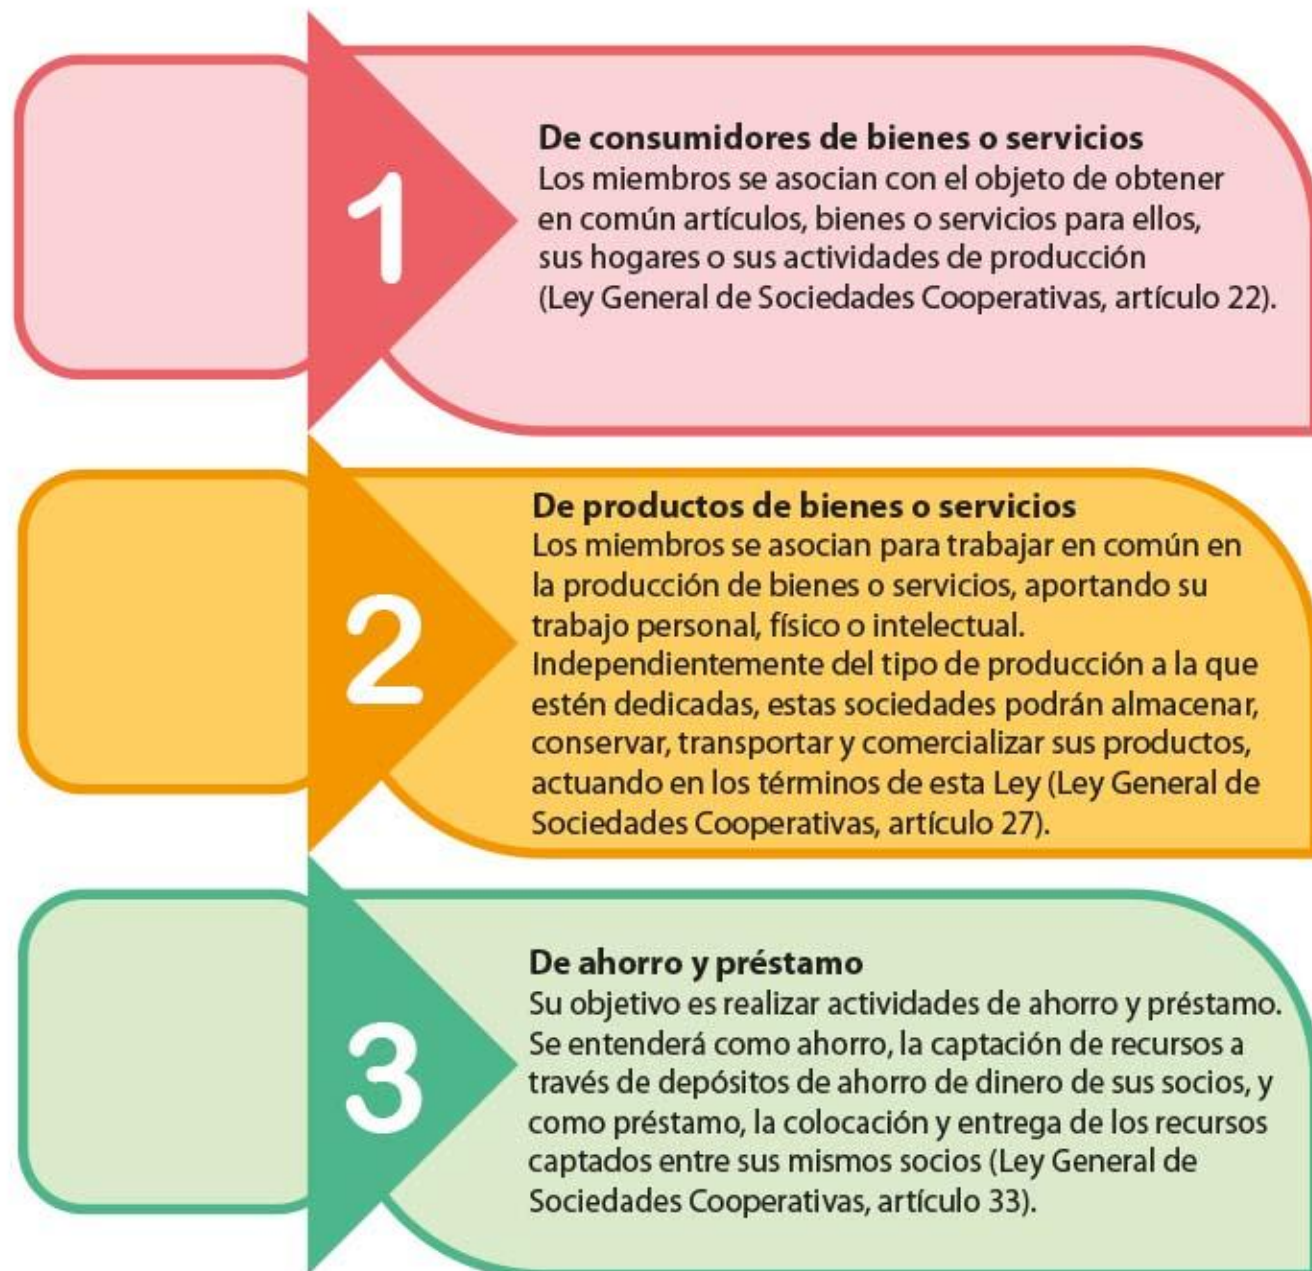 1
De consumidores de bienes o servicios
Los miembros se asocian con el objeto de obtener
en común artículos, bienes o servicios para ellos,
sus hogares o sus actividades de producción
(Ley General de Sociedades Cooperativas, artículo 22).
2
De productos de bienes o servicios
Los miembros se asocian para trabajar en común en
la producción de bienes o servicios, aportando su
trabajo personal, físico o intelectual.
Independientemente del tipo de producción a la que
estén dedicadas, estas sociedades podrán almacenar,
conservar, transportar y comercializar sus productos,
actuando en los términos de esta Ley (Ley General de
Sociedades Cooperativas, artículo 27).
3
De ahorro y préstamo
Su objetivo es realizar actividades de ahorro y préstamo.
Se entenderá como ahorro, la captación de recursos a
través de depósitos de ahorro de dinero de sus socios, y
como préstamo, la colocación y entrega de los recursos
captados entre sus mismos socios (Ley General de
Sociedades Cooperativas, artículo 33).